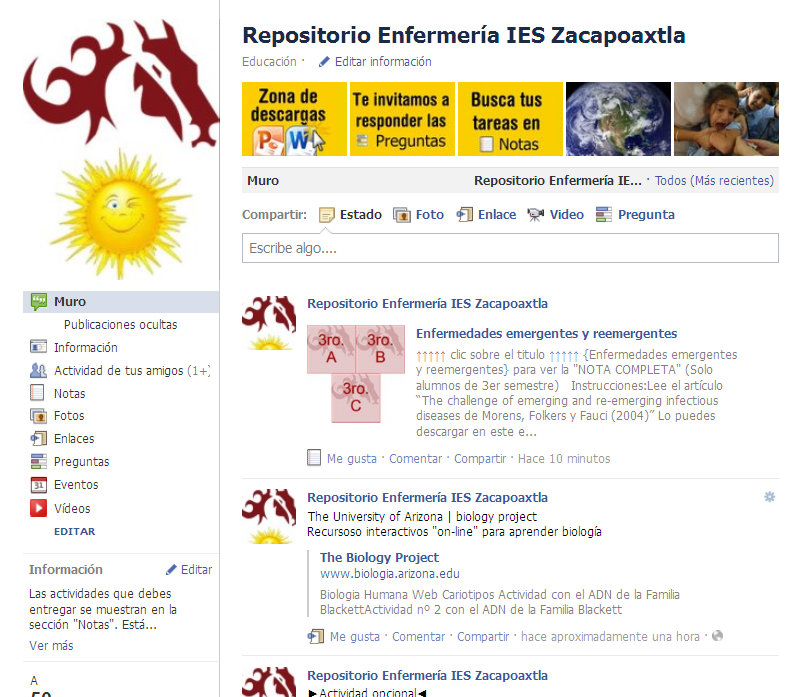 Repositorio Enfermería IES Zacapoaxtla
Educación · Editar información
Zona de
descargas
Te invitamos a
responder las
Preguntas
Busca tus
tareas en
Notas
Muro
Repositorio Enfermería IE... · Todos (Más recientes)
Compartir: Estado Foto Enlace Video Pregunta
Escribe algo....
Muro
Publicaciones ocultas
Información
Actividad de tus amigos (1+)
Notas
Fotos
Enlaces
Preguntas
Eventos
31
Vídeos
EDITAR
Información
Editar
Las actividades que debes
entregar se muestran en la
sección "Notas". Está...
Ver más
A
50
Repositorio Enfermería IES Zacapoaxtla
3ro.
A
3ro.
B
3ro.
C
Enfermedades emergentes y reemergentes
↑↑↑↑↑ clic sobre el titulo ↑↑↑↑↑ {Enfermedades emergentes
y reemergentes} para ver la "NOTA COMPLETA" (Solo
alumnos de 3er semestre) Instrucciones:Lee el artículo
“The challenge of emerging and re-emerging infectious
diseases de Morens, Folkers y Fauci (2004)” Lo puedes
descargar en este e...
Me gusta · Comentar · Compartir · Hace 10 minutos
Repositorio Enfermería IES Zacapoaxtla
The University of Arizona | biology project
Recursoso interactivos "on-line" para aprender biología
The Biology Project
www.biologia.arizona.edu
Biologia Humana Web Cariotipos Actividad con el ADN de la Familia
BlackettActividad nº 2 con el ADN de la Familia Blackett
Me gusta · Comentar · Compartir · hace aproximadamente una hora ·
Repositorio Enfermería IES Zacapoaxtla
►Actividad opcional◄